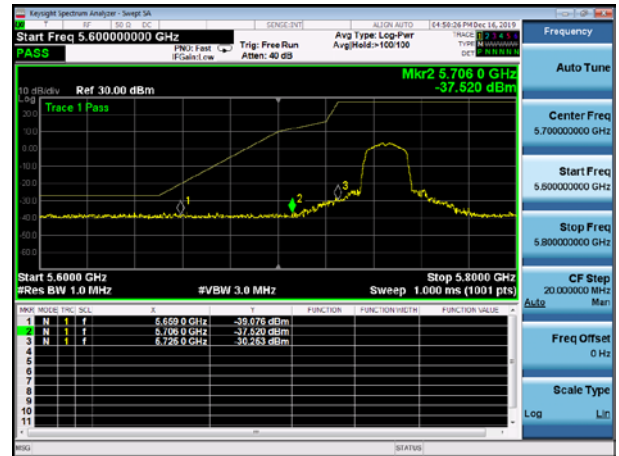 Keysight Spectrum Analyzer - Swept SA
RF 50 Ω DC SENSE:INT ALIGN AUTO 04:50:26 PM Dec 16, 2019
Start Freq 5.600000000 GHz
PASS
PNO: Fast
IFGain:Low
Trig: Free Run
Atten: 40 dB
Avg Type: Log-Pwr
Avg|Hold:>100/100
TRACE 1 2 3 4 5 6
TYPE
DET P N N N N N
Mkr2 5.706 0 GHz
-37.520 dBm
10 dB/div Ref 30.00 dBm
Log
Trace 1 Pass
20.0
10.0
0.00
-10.0
-20.0
-30.0
-40.0
-50.0
-60.0
1
2
3
Start 5.6000 GHz
Stop 5.8000 GHz
#Res BW 1.0 MHz
#VBW 3.0 MHz
Sweep 1.000 ms (1001 pts)
MKR MODE TRC SCL X Y FUNCTION FUNCTION WIDTH FUNCTION VALUE
1 N 1 f 5.659 0 GHz -39.076 dBm
2 N 1 f 5.706 0 GHz -37.520 dBm
3 N 1 f 5.725 0 GHz -30.253 dBm
4
5
6
7
8
9
10
11
MSG
STATUS
Frequency
Auto Tune
Center Freq
5.700000000 GHz
Start Freq
5.600000000 GHz
Stop Freq
5.800000000 GHz
CF Step
20.000000 MHz
Auto Man
Freq Offset
0 Hz
Scale Type
Log Lin